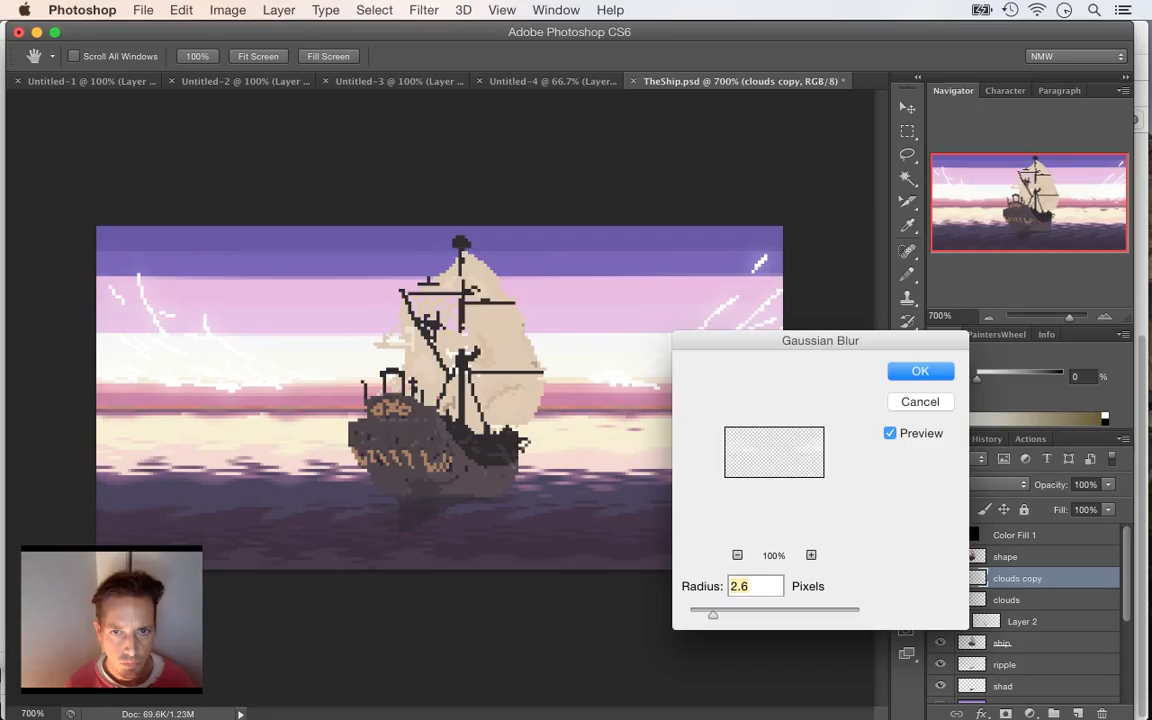 Photoshop File Edit Image Layer Type Select Filter 3D View Window Help
Adobe Photoshop CS6
Scroll All Windows 100% Fit Screen Fill Screen NMW
Untitled-1 @ 100% (Layer ... Untitled-2 @ 100% (Layer ... Untitled-3 @ 100% (Layer ... Untitled-4 @ 66.7% (Layer... TheShip.psd @ 700% (clouds copy, RGB/8) *
Navigator Character Paragraph
700%
PaintersWheel Info
0 %
History Actions
Opacity: 100%
Fill: 100%
Color Fill 1
shape
clouds copy
clouds
Layer 2
ship
ripple
shad
Gaussian Blur
OK
Cancel
Preview
100%
Radius: 2.6 Pixels
700% Doc: 69.6K/1.23M